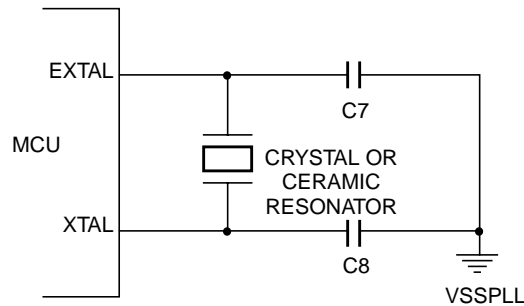 EXTAL
C7
MCU
CRYSTAL OR
CERAMIC
RESONATOR
XTAL
C8
VSSPLL